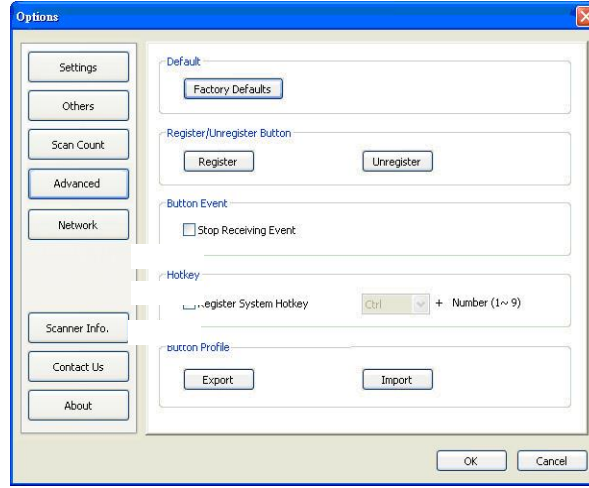 Options
Settings
Others
Scan Count
Advanced
Network
Scanner Info.
Contact Us
About
Default
Factory Defaults
Register/Unregister Button
Register Unregister
Button Event
Stop Receiving Event
Hotkey
Register System Hotkey Ctrl + Number (1~ 9)
Button Profile
Export Import
OK Cancel